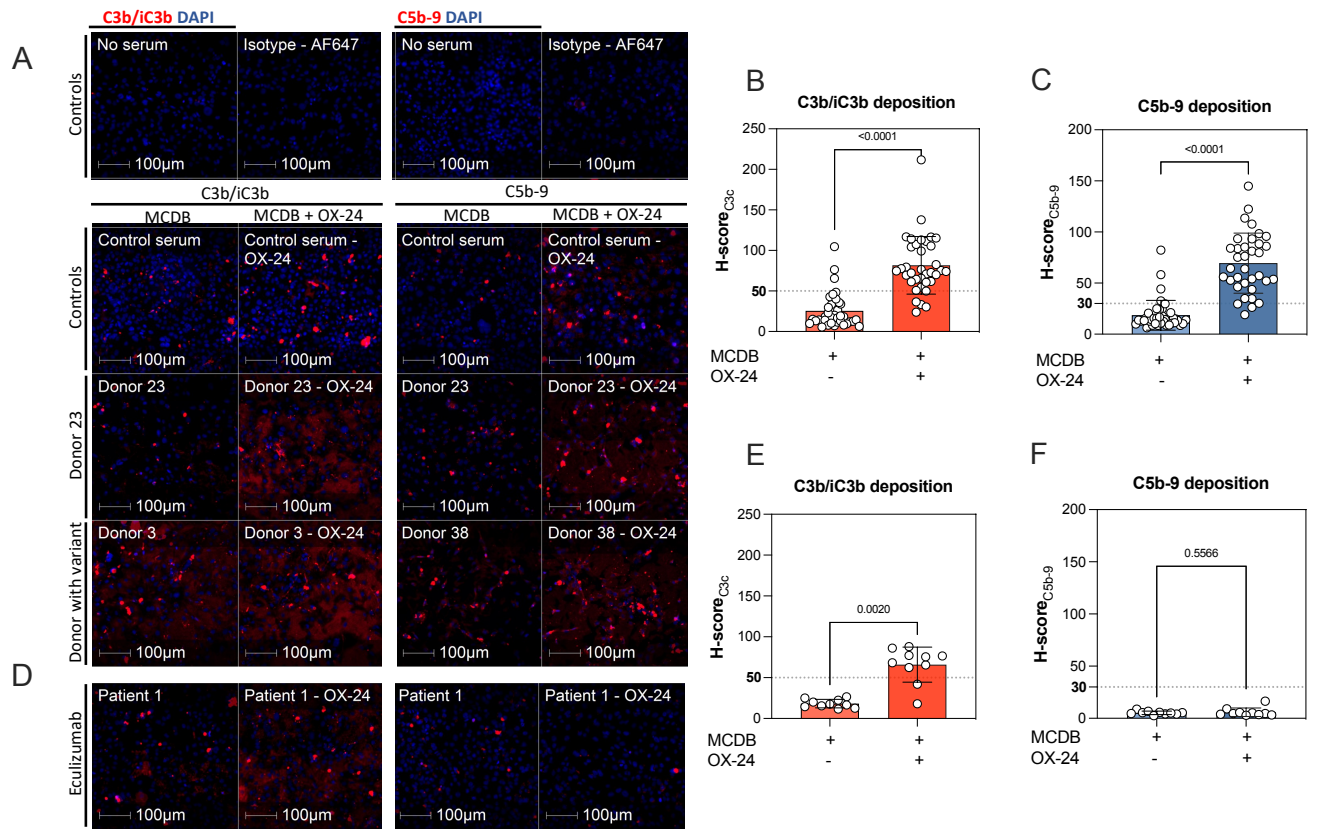 C3b/iC3b DAPI
C5b-9 DAPI
A
Controls
No serum
Isotype - AF647
No serum
Isotype - AF647
100µm
100µm
100µm
100µm
C3b/iC3b
C5b-9
MCDB
MCDB + OX-24
MCDB
MCDB + OX-24
Controls
Control serum
Control serum -
OX-24
Control serum
Control serum -
OX-24
100µm
100µm
100µm
100µm
Donor 23
Donor 23
Donor 23 - OX-24
Donor 23
Donor 23 - OX-24
100µm
100µm
100µm
100µm
Donor with variant
Donor 3
Donor 3 - OX-24
Donor 38
Donor 38 - OX-24
100µm
100µm
100µm
100µm
D
Eculizumab
Patient 1
Patient 1 - OX-24
Patient 1
Patient 1 - OX-24
100µm
100µm
100µm
100µm
B
C3b/iC3b deposition
H-scoreC3c
250
200
150
100
50
0
<0.0001
MCDB + +
OX-24 - +
C
C5b-9 deposition
H-scoreC5b-9
200
150
100
50
30
0
<0.0001
MCDB + +
OX-24 - +
E
C3b/iC3b deposition
H-scoreC3c
250
200
150
100
50
0
0.0020
MCDB + +
OX-24 - +
F
C5b-9 deposition
H-scoreC5b-9
200
150
100
50
30
0
0.5566
MCDB + +
OX-24 - +